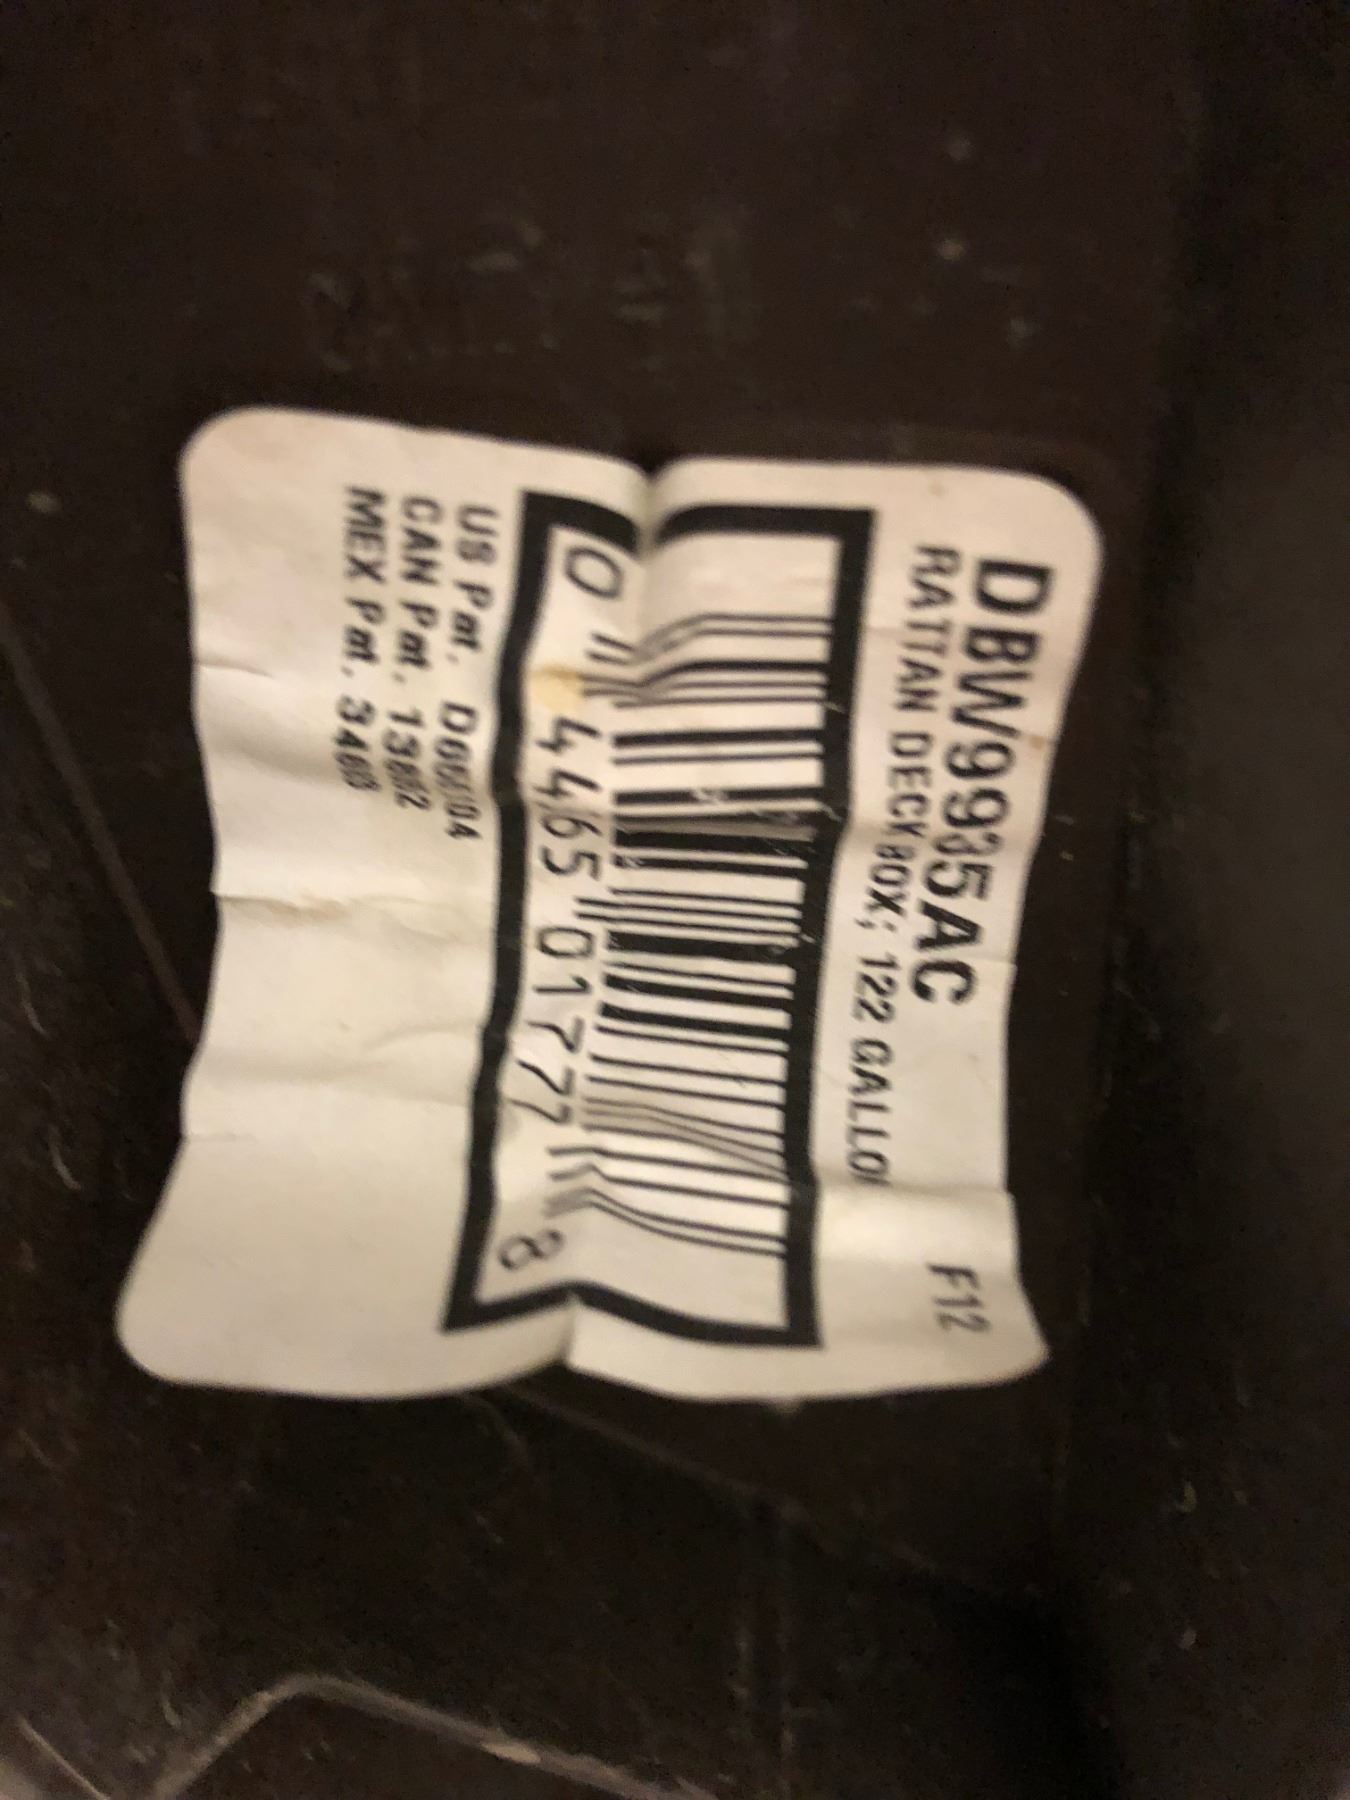 DBW9935AC
RATTAN DECK BOX; 122 GALLO
F12
0 44365 01777 8
US Pat.
CAN Pat.
MEX Pat.